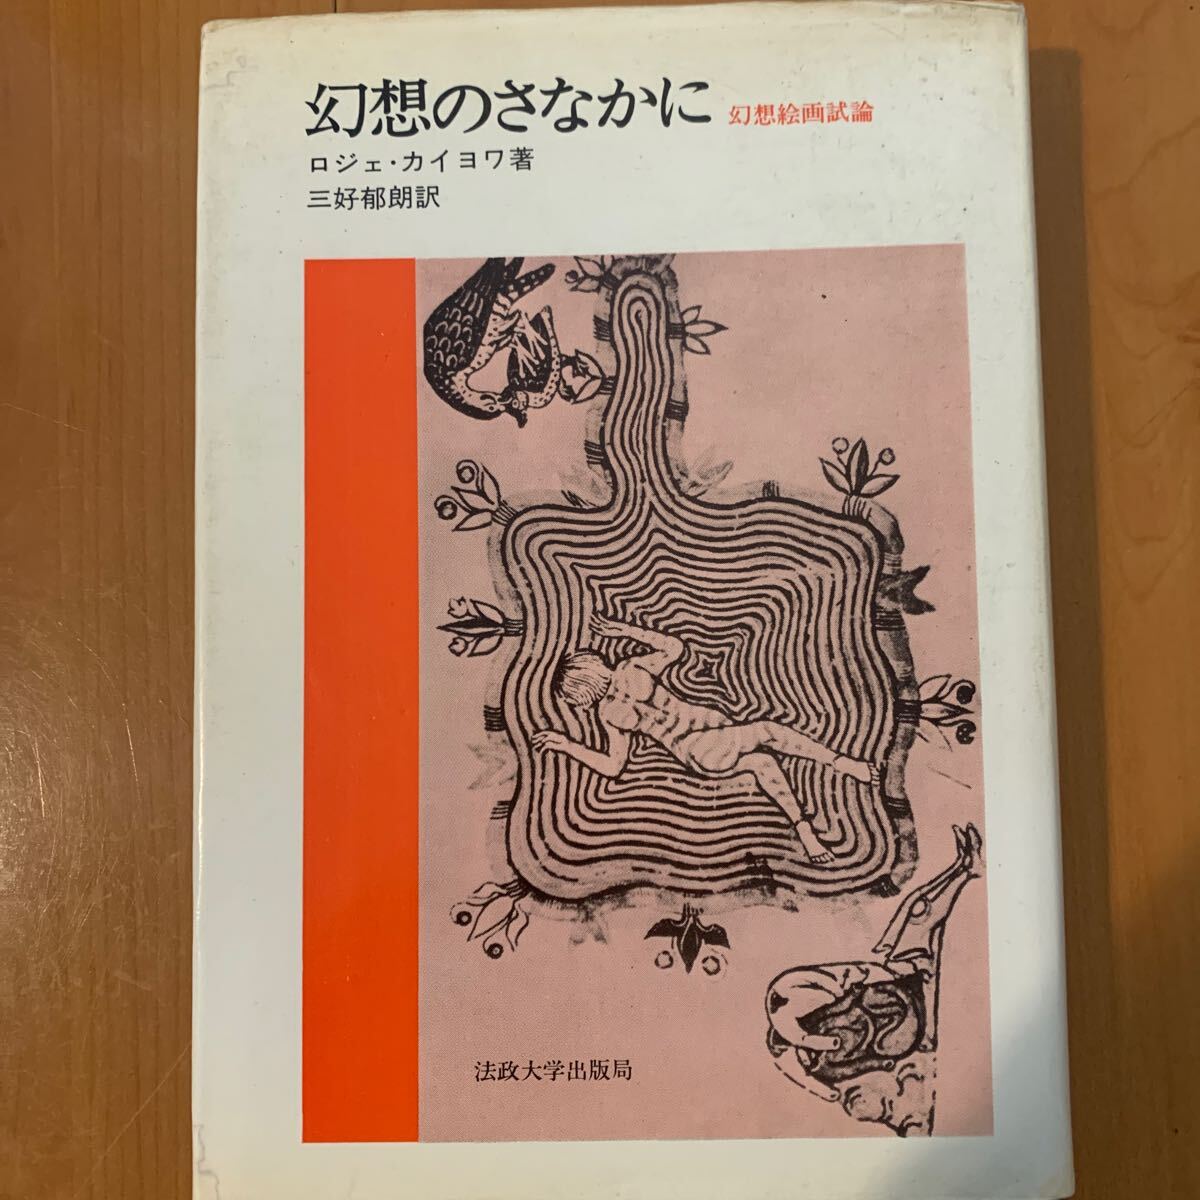 幻想のさなかに 幻想絵画試論
ロジェ・カイヨワ著
三好郁朗訳
法政大学出版局